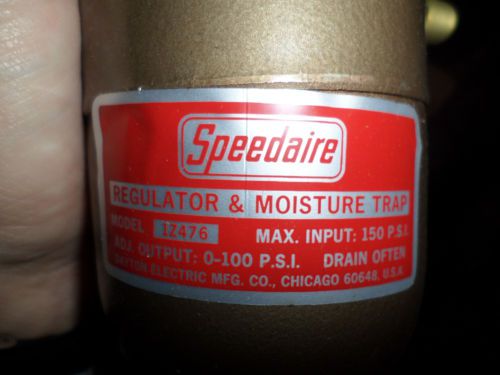 Speedaire
REGULATOR & MOISTURE TRAP
MODEL 1Z476 MAX. INPUT: 150 P.S.I.
ADJ. OUTPUT: 0-100 P.S.I. DRAIN OFTEN
DAYTON ELECTRIC MFG. CO., CHICAGO 60648, U.S.A.